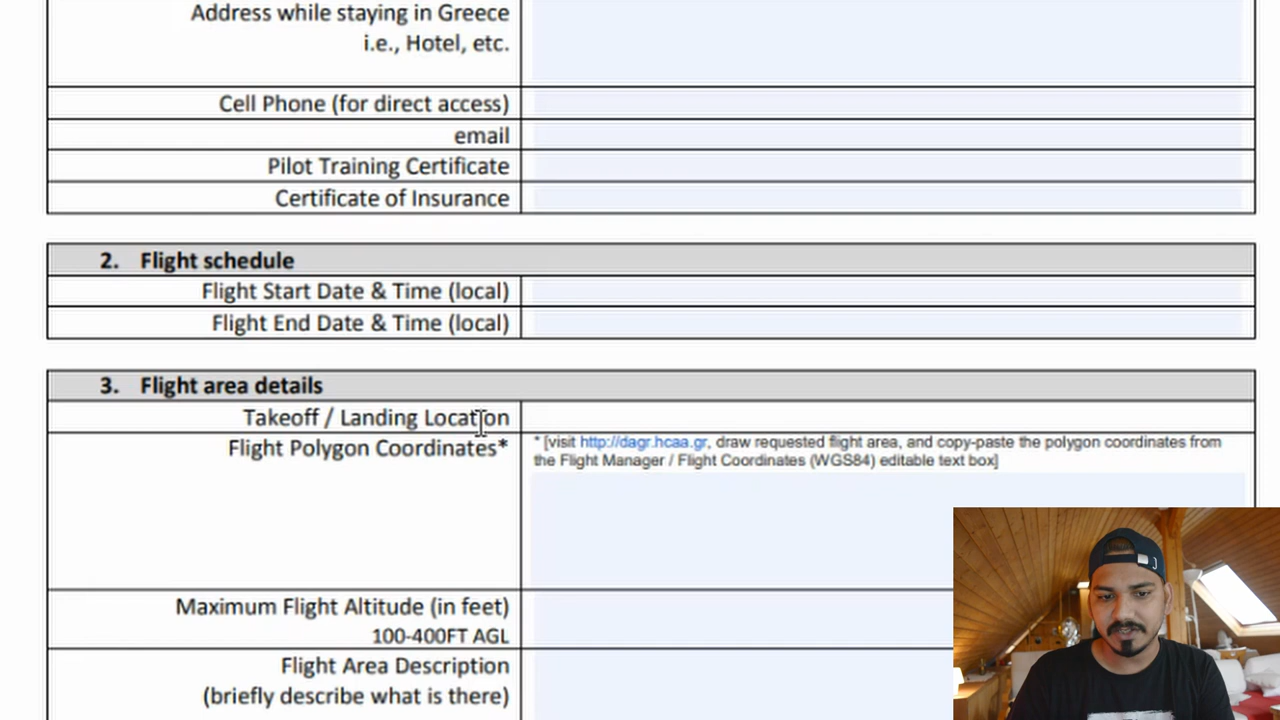 Address while staying in Greece
i.e., Hotel, etc.
Cell Phone (for direct access)
email
Pilot Training Certificate
Certificate of Insurance
2. Flight schedule
Flight Start Date & Time (local)
Flight End Date & Time (local)
3. Flight area details
Takeoff / Landing Location
Flight Polygon Coordinates*
* [visit http://dagr.hcaa.gr, draw requested flight area, and copy-paste the polygon coordinates from
the Flight Manager / Flight Coordinates (WGS84) editable text box]
Maximum Flight Altitude (in feet)
100-400FT AGL
Flight Area Description
(briefly describe what is there)